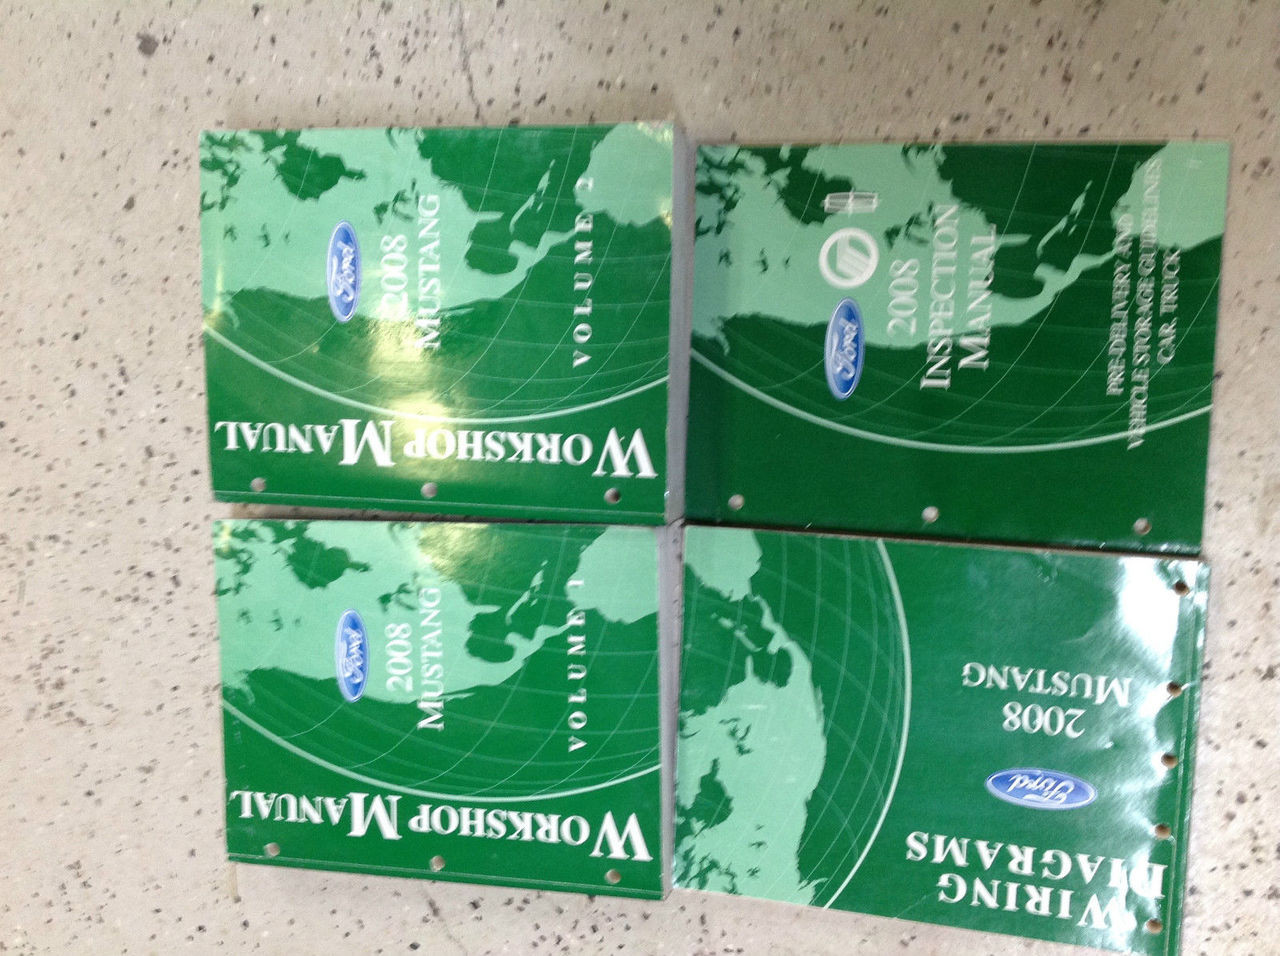 WORKSHOP MANUAL
Ford
2008
MUSTANG
VOLUME 2
Ford
2008
INSPECTION
MANUAL
PRE-DELIVERY AND
VEHICLE STORAGE GUIDELINES
CAR, TRUCK
WORKSHOP MANUAL
Ford
2008
MUSTANG
VOLUME 1
WIRING
DIAGRAMS
Ford
2008
MUSTANG